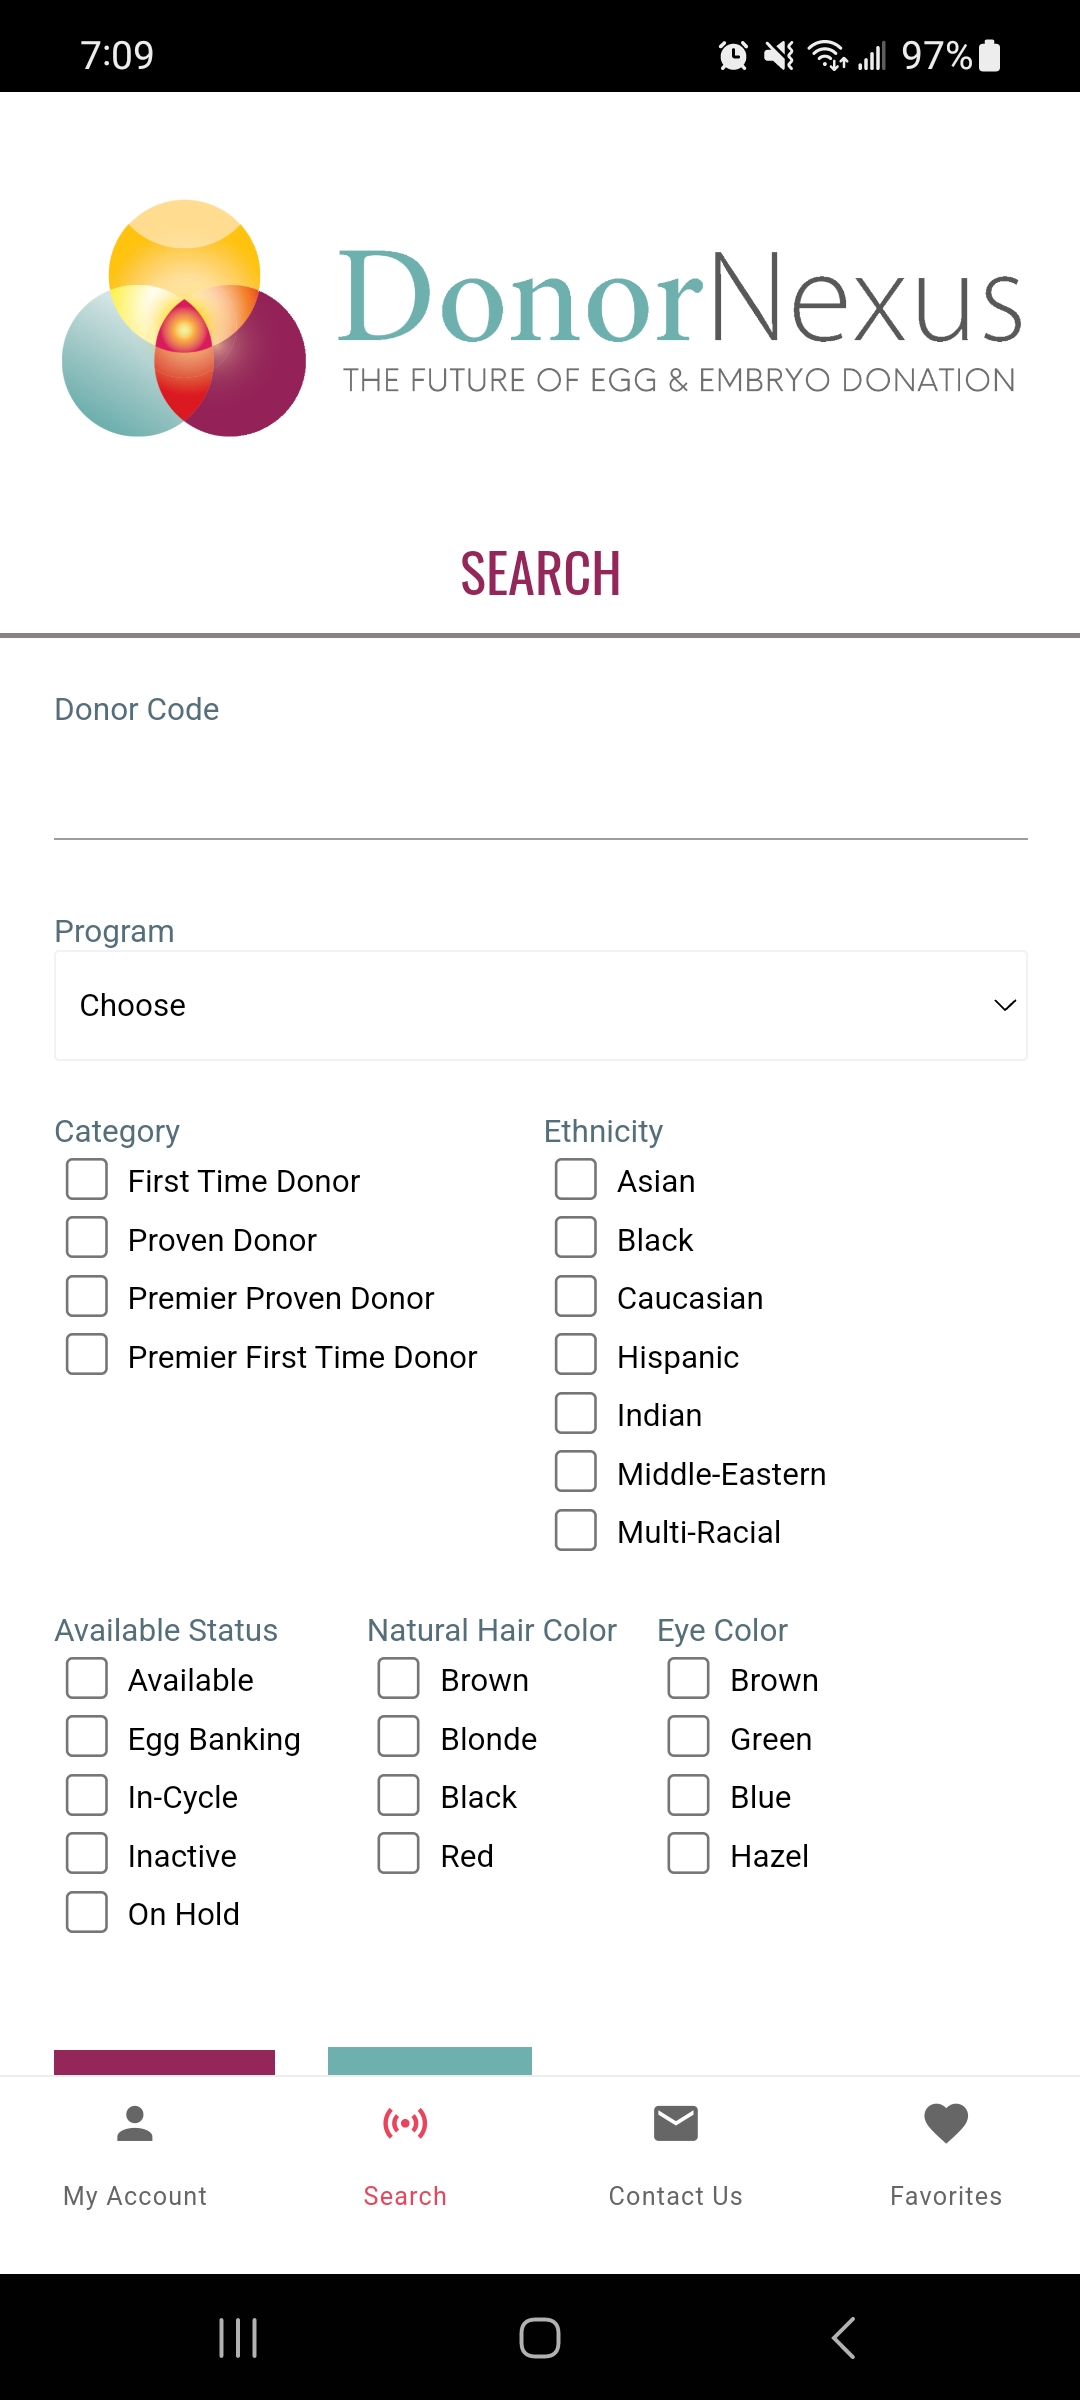 7:09
97%
DonorNexus
THE FUTURE OF EGG & EMBRYO DONATION
SEARCH
Donor Code
Program
Choose
Category
First Time Donor
Proven Donor
Premier Proven Donor
Premier First Time Donor
Ethnicity
Asian
Black
Caucasian
Hispanic
Indian
Middle-Eastern
Multi-Racial
Available Status
Available
Egg Banking
In-Cycle
Inactive
On Hold
Natural Hair Color
Brown
Blonde
Black
Red
Eye Color
Brown
Green
Blue
Hazel
My Account
Search
Contact Us
Favorites